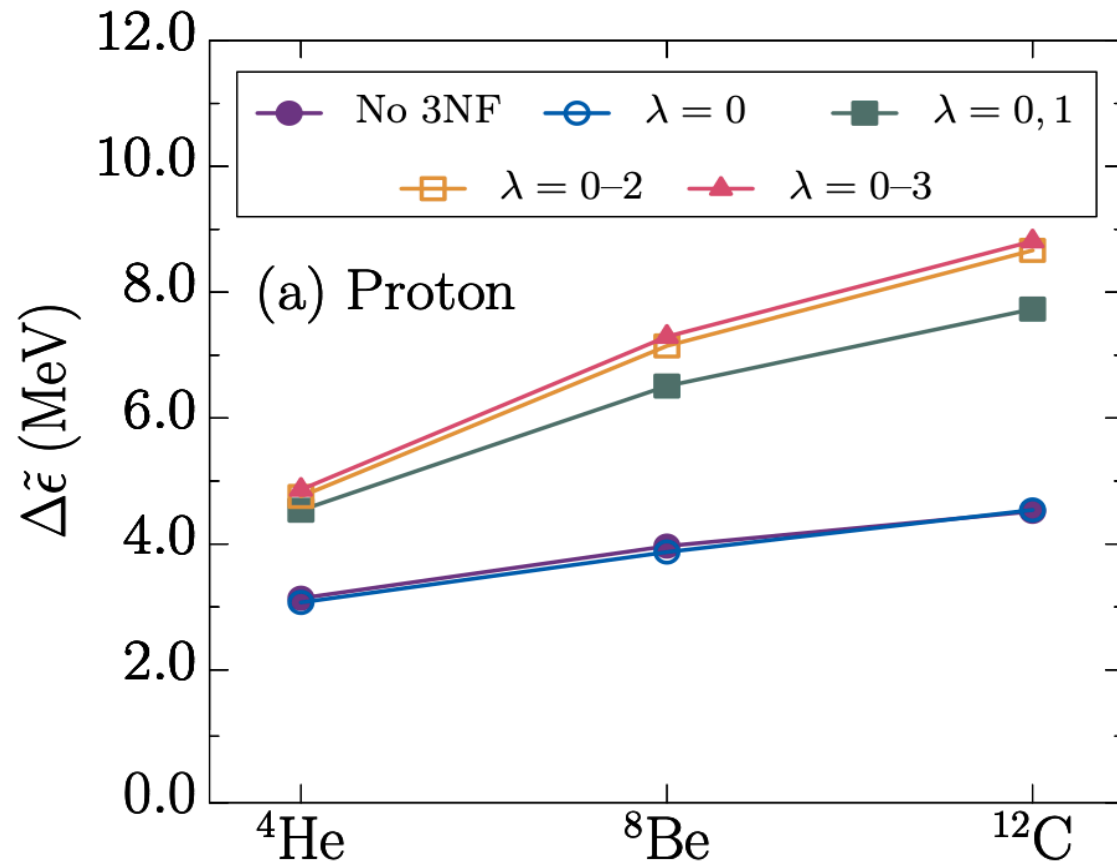 12.0
No 3NF λ = 0 λ = 0, 1
λ = 0–2 λ = 0–3
10.0
(a) Proton
8.0
6.0
4.0
2.0
0.0
Δε̃ (MeV)
⁴He ⁸Be ¹²C